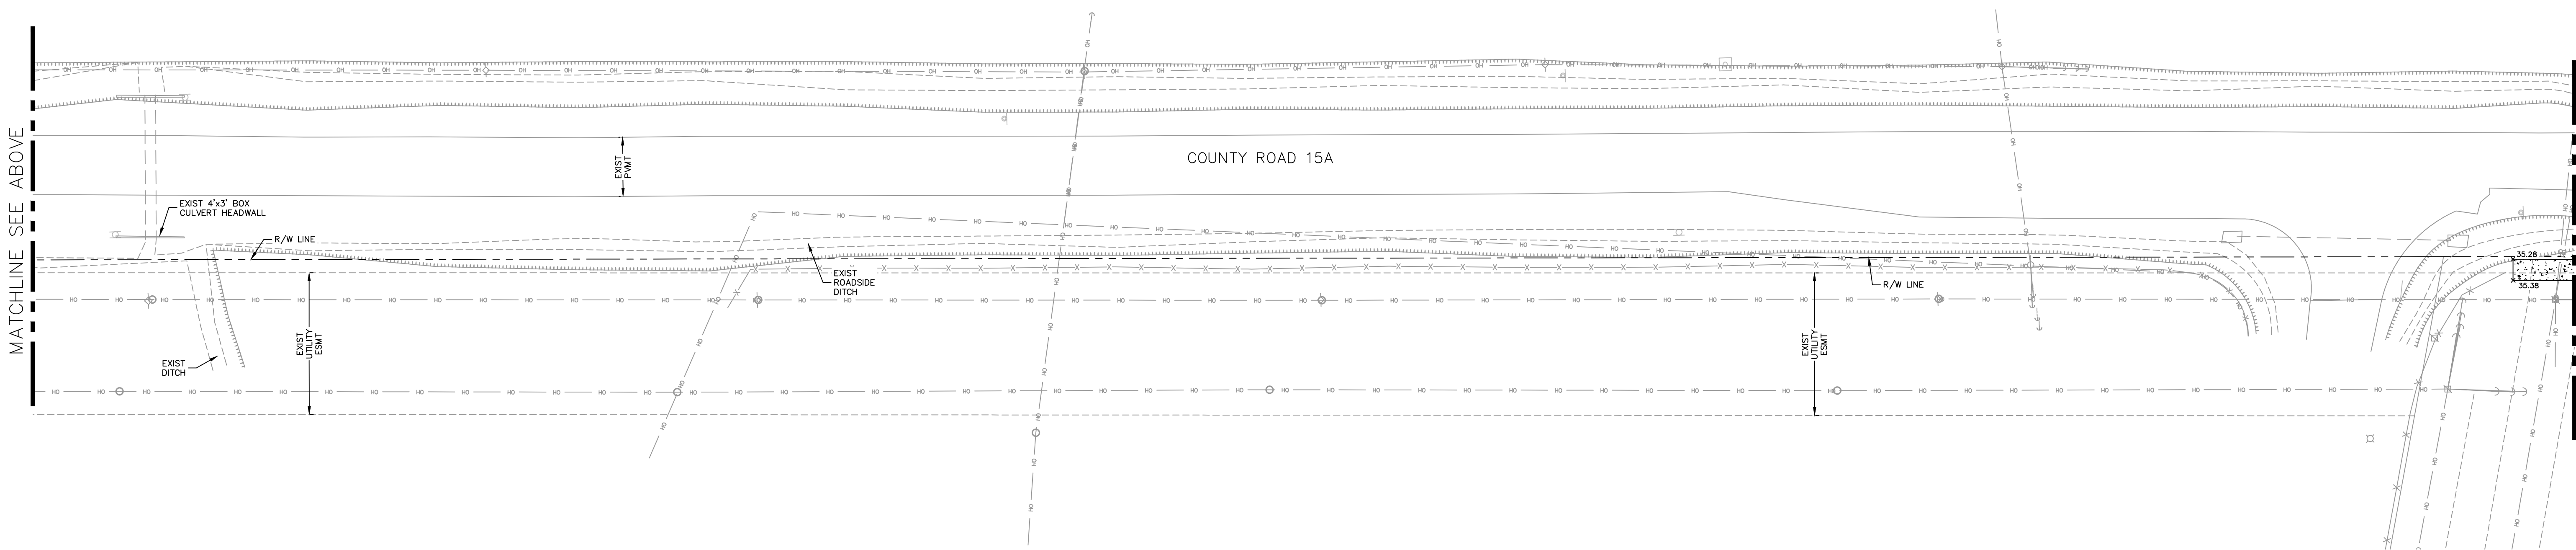 MATCHLINE SEE ABOVE
EXIST 4'x3' BOX
CULVERT HEADWALL
R/W LINE
EXIST
DITCH
EXIST
UTILITY
ESMT
EXIST
PVMT
EXIST
ROADSIDE
DITCH
COUNTY ROAD 15A
EXIST
UTILITY
ESMT
R/W LINE
35.28
35.38